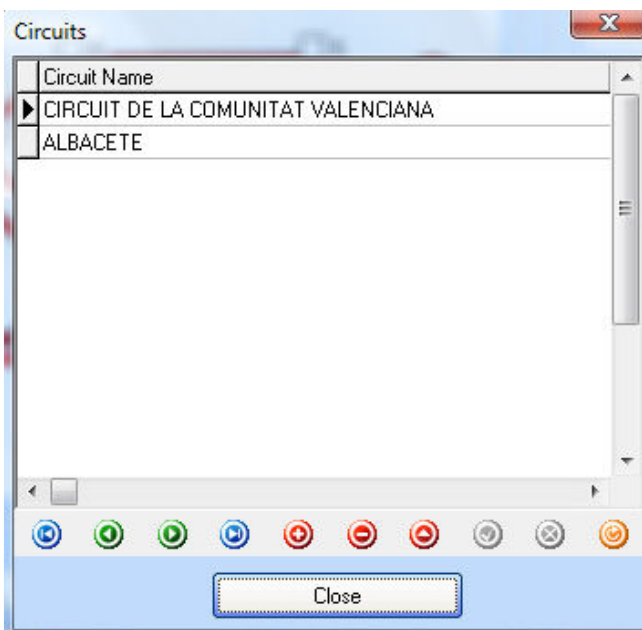 Circuits
Circuit Name
CIRCUIT DE LA COMUNITAT VALENCIANA
ALBACETE
Close